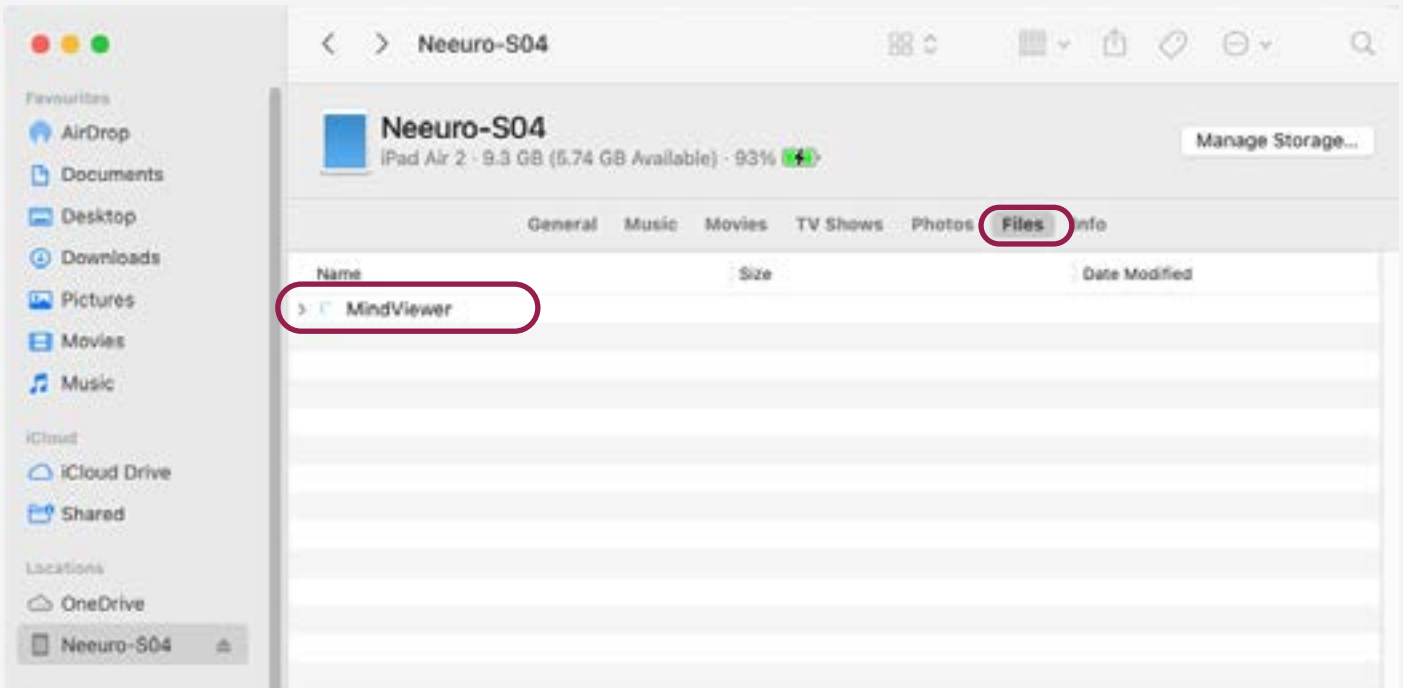 Neeuro-S04
Favourites
AirDrop
Documents
Desktop
Downloads
Pictures
Movies
Music
iCloud
iCloud Drive
Shared
Locations
OneDrive
Neeuro-S04
Neeuro-S04
iPad Air 2 · 9.3 GB (5.74 GB Available) · 93%
Manage Storage...
General Music Movies TV Shows Photos Files Info
Name Size Date Modified
MindViewer